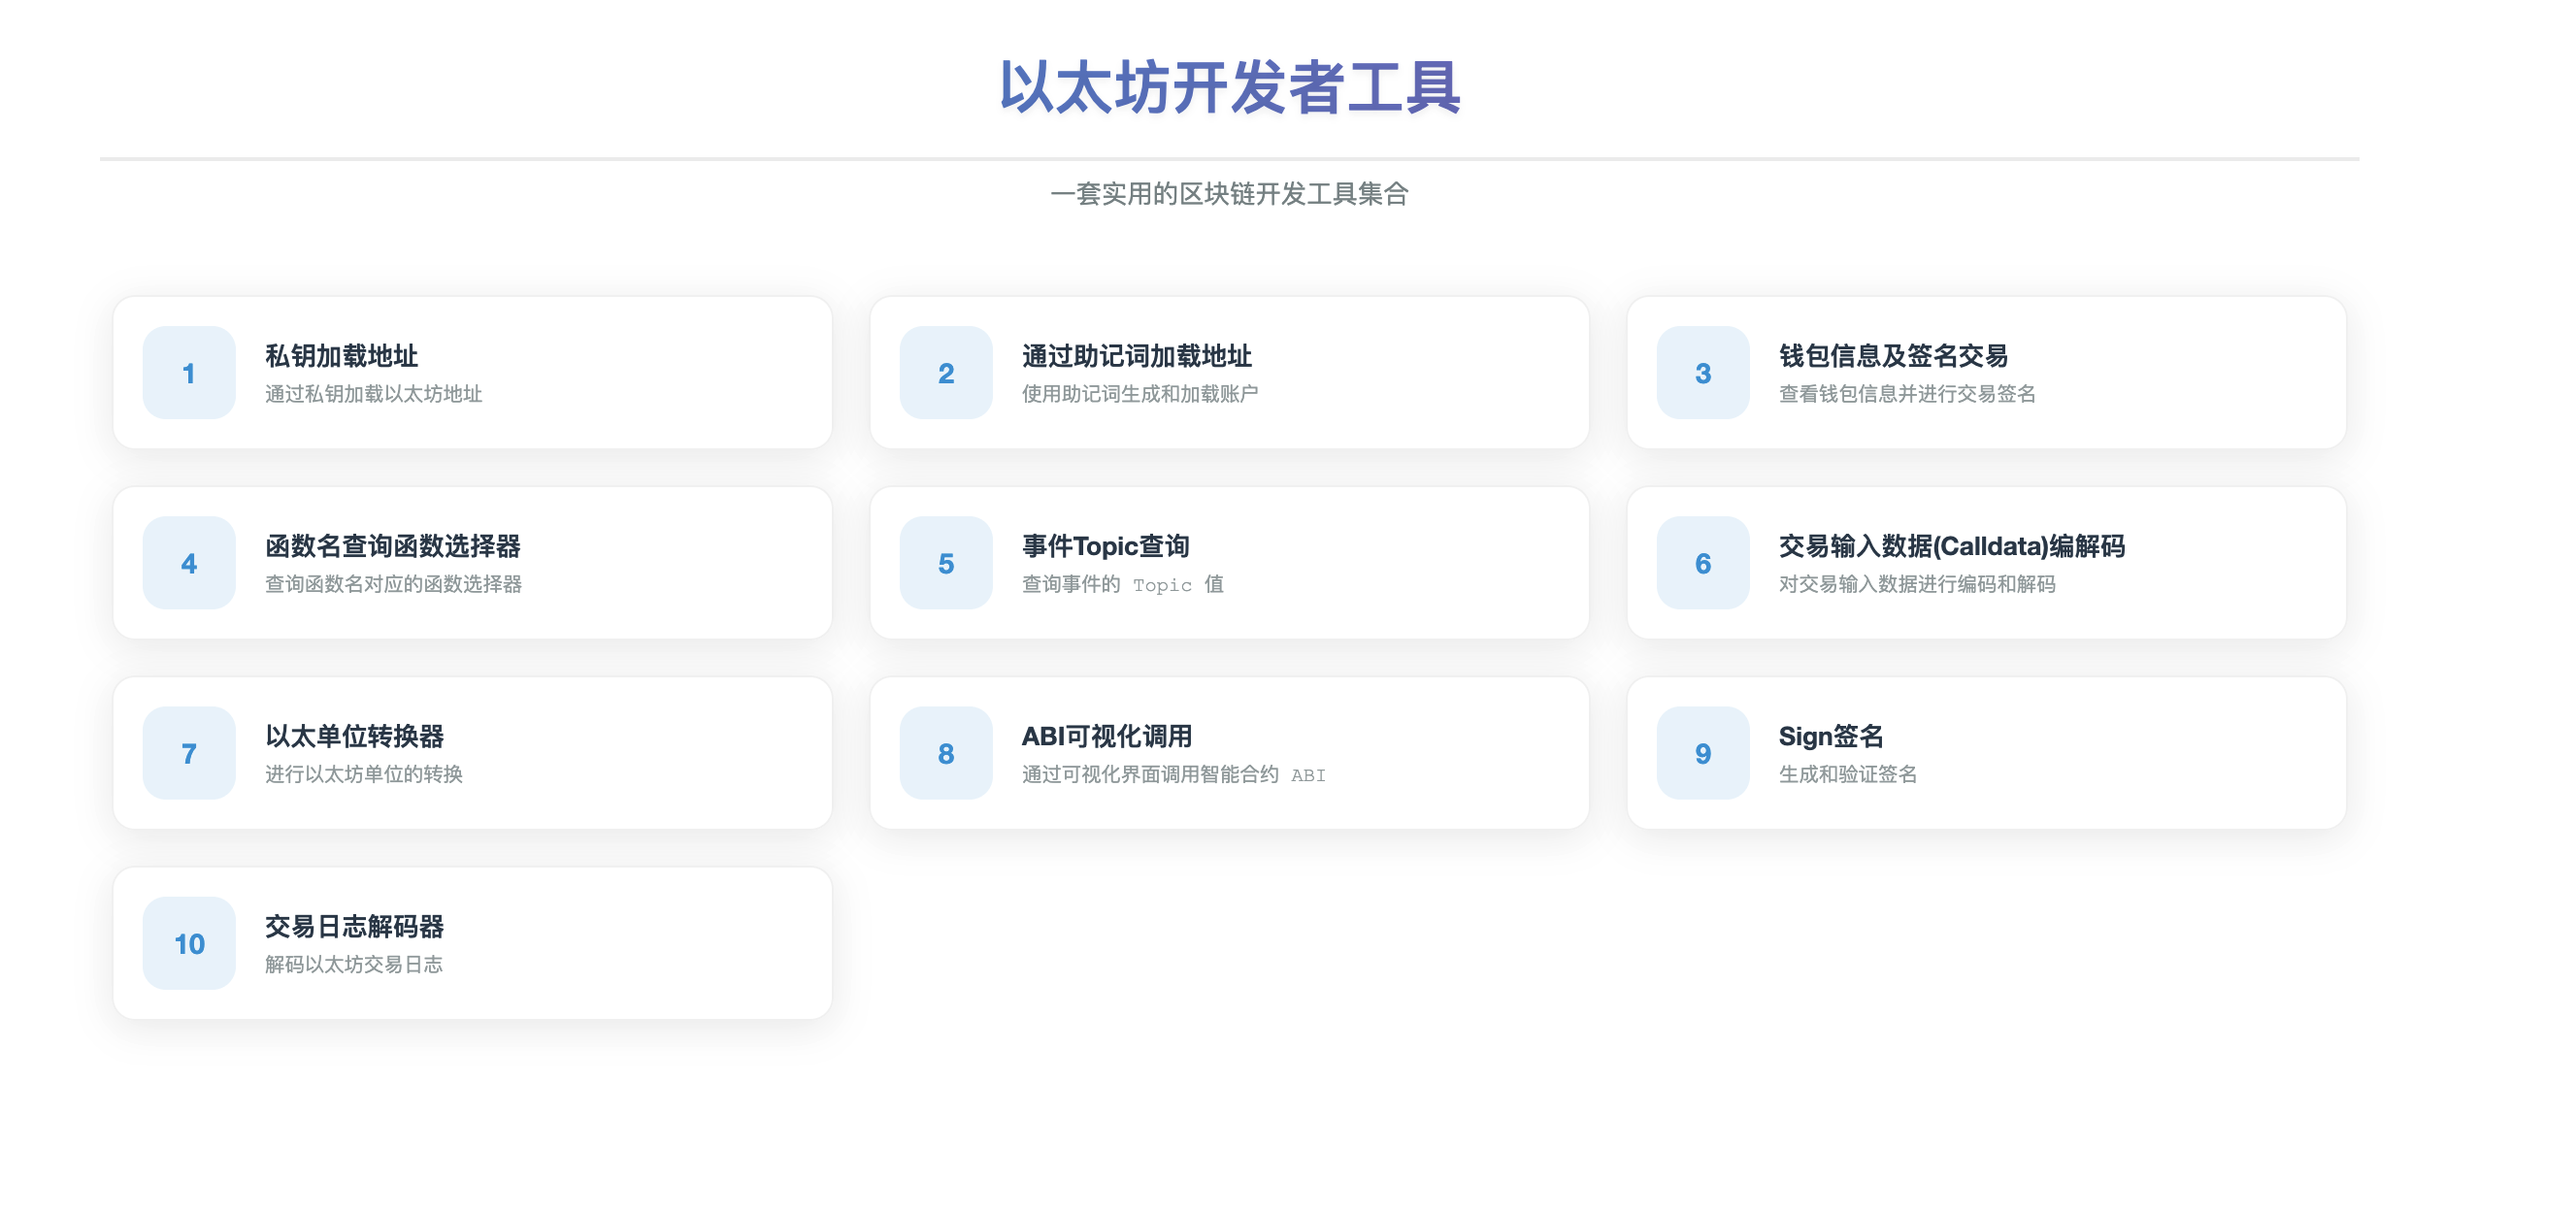 以太坊开发者工具
一套实用的区块链开发工具集合
1
私钥加载地址
通过私钥加载以太坊地址
2
通过助记词加载地址
使用助记词生成和加载账户
3
钱包信息及签名交易
查看钱包信息并进行交易签名
4
函数名查询函数选择器
查询函数名对应的函数选择器
5
事件Topic查询
查询事件的 Topic 值
6
交易输入数据(Calldata)编解码
对交易输入数据进行编码和解码
7
以太单位转换器
进行以太坊单位的转换
8
ABI可视化调用
通过可视化界面调用智能合约 ABI
9
Sign签名
生成和验证签名
10
交易日志解码器
解码以太坊交易日志